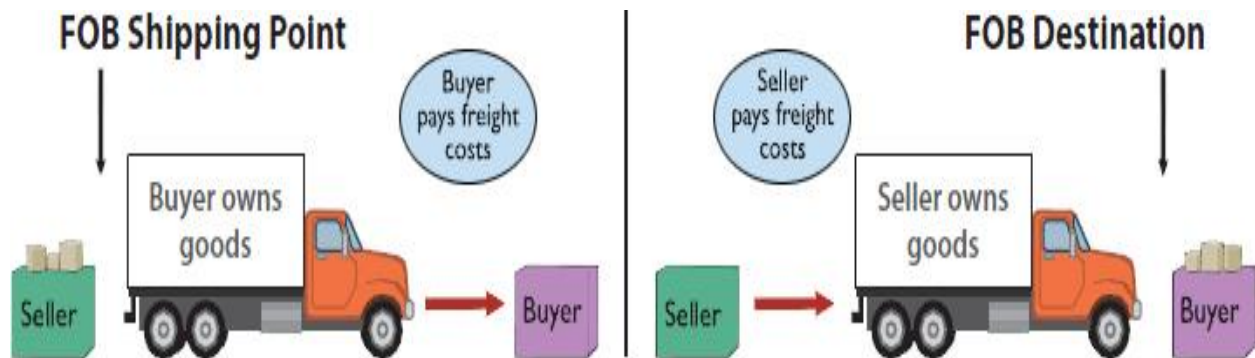 FOB Shipping Point
Buyer
pays freight
costs
Buyer owns
goods
Seller
Buyer
FOB Destination
Seller
pays freight
costs
Seller owns
goods
Seller
Buyer